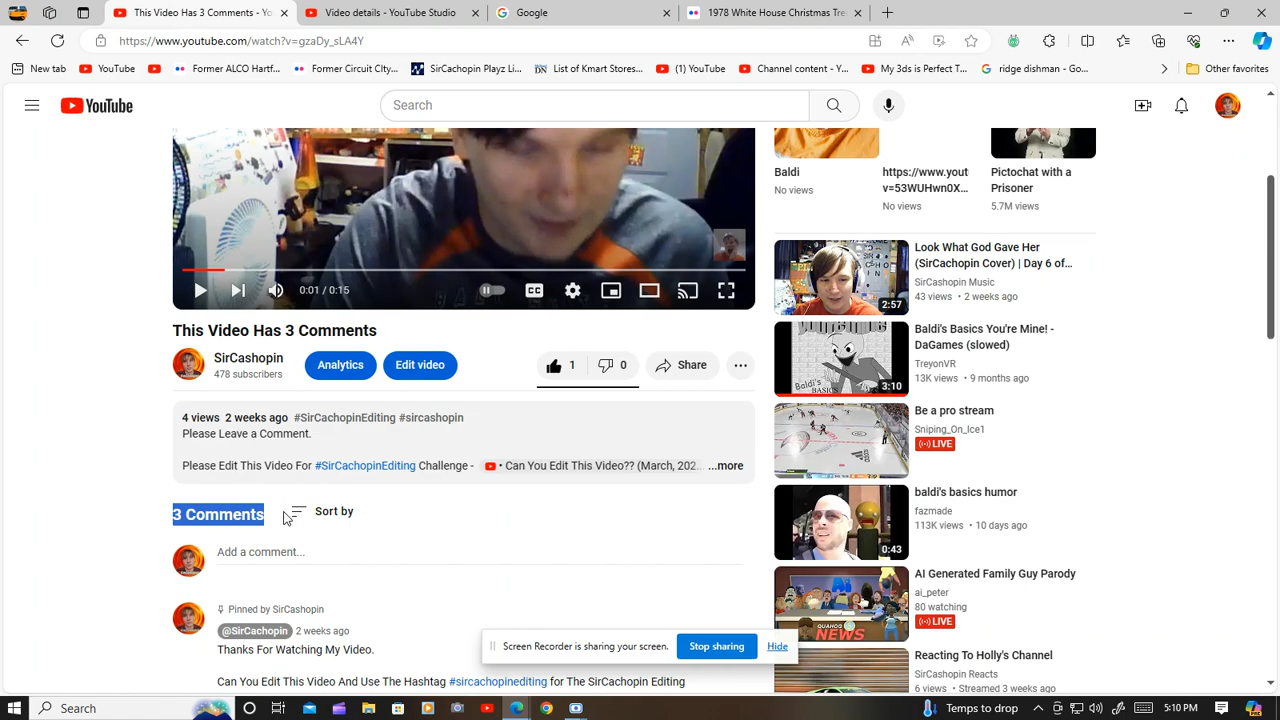 This Video Has 3 Comments - Yo
Video details - YouTube Stu
Google
1978 White House Christmas Tre
https://www.youtube.com/watch?v=gzaDy_sLA4Y
New tab
YouTube
Former ALCO Hartf...
Former Circuit CIty...
SirCachopin Playz Li...
List of Kmart Stores...
(1) YouTube
Channel content - Y...
My 3ds is Perfect T...
ridge dishman - Go...
Other favorites
YouTube
Search
0:01 / 0:15
CC
This Video Has 3 Comments
SirCashopin
478 subscribers
Analytics
Edit video
1
0
Share
4 views 2 weeks ago #SirCachopinEditing #sircashopin
Please Leave a Comment.
Please Edit This Video For #SirCachopinEditing Challenge - • Can You Edit This Video?? (March, 202... ...more
3 Comments
Sort by
Add a comment...
Pinned by SirCashopin
@SirCachopin 2 weeks ago
Thanks For Watching My Video.
Can You Edit This Video And Use The Hashtag #sircachopinediting for The SirCachopin Editing
Baldi
No views
https://www.yout
v=53WUHwn0X...
No views
Pictochat with a
Prisoner
5.7M views
Look What God Gave Her
(SirCachopin Cover) | Day 6 of...
SirCashopin Music
43 views • 2 weeks ago
2:57
Baldi's Basics You're Mine! -
DaGames (slowed)
TreyonVR
13K views • 9 months ago
3:10
Be a pro stream
Sniping_On_Ice1
LIVE
baldi's basics humor
fazmade
113K views • 10 days ago
0:43
AI Generated Family Guy Parody
ai_peter
80 watching
LIVE
NEWS
Reacting To Holly's Channel
SirCashopin Reacts
6 views • Streamed 3 weeks ago
Screen Recorder is sharing your screen.
Stop sharing
Hide
Search
Temps to drop
5:10 PM